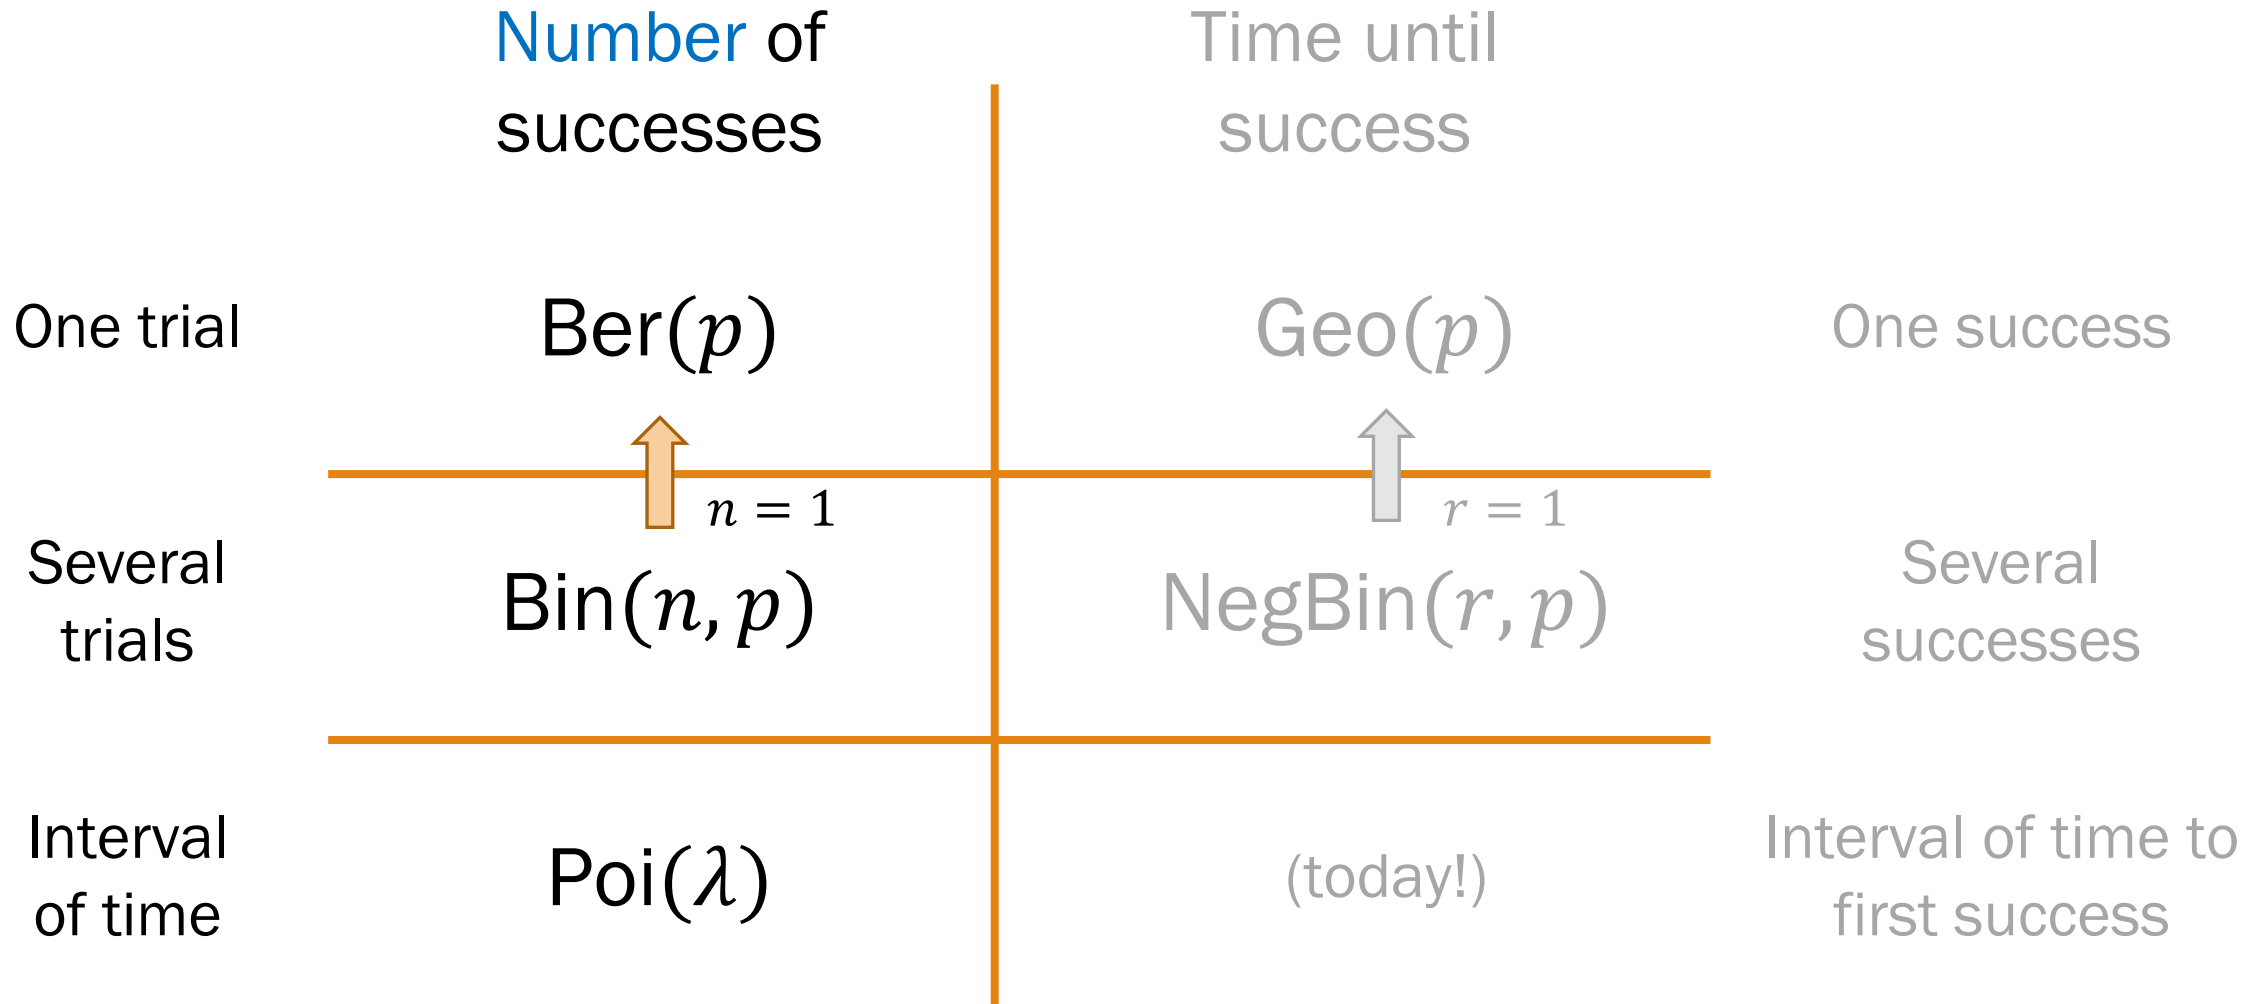 Number of
successes
Time until
success
One trial
Ber(p)
Geo(p)
One success
n = 1
r = 1
Several
trials
Bin(n, p)
NegBin(r, p)
Several
successes
Interval
of time
Poi(λ)
(today!)
Interval of time to
first success